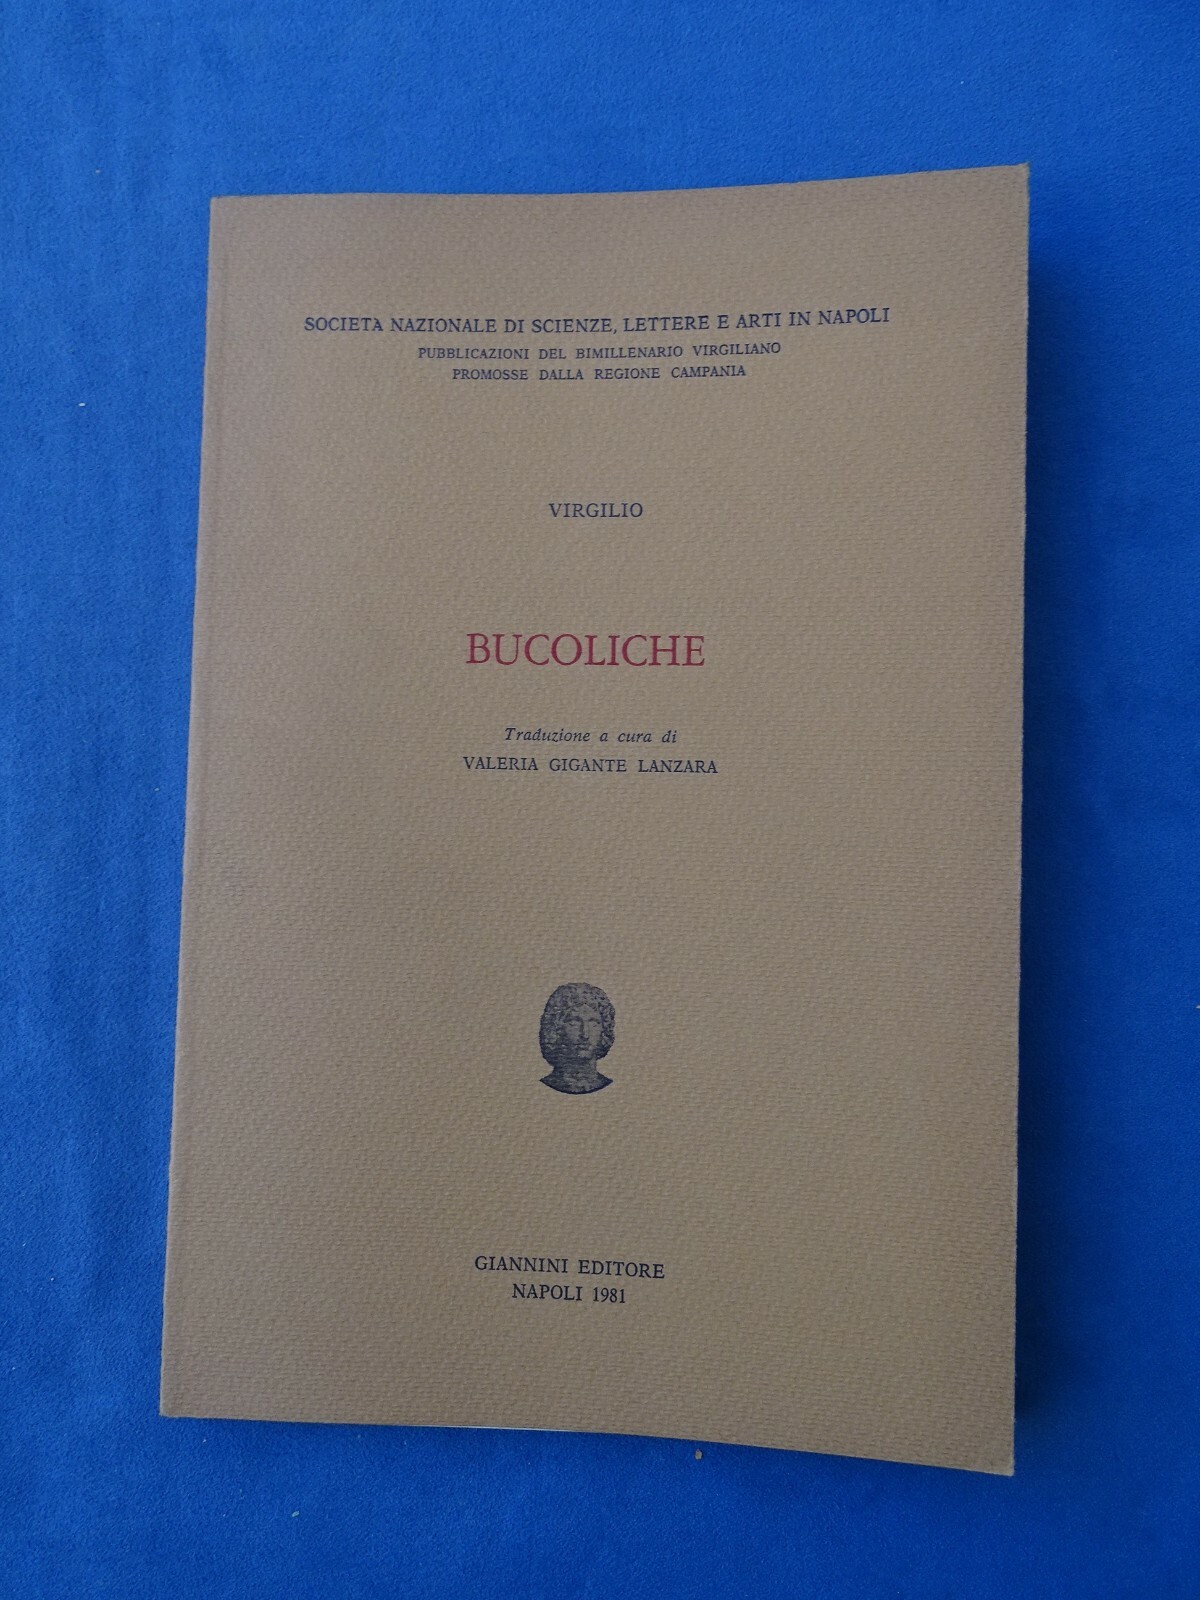 SOCIETA NAZIONALE DI SCIENZE, LETTERE E ARTI IN NAPOLI
PUBBLICAZIONI DEL BIMILLENARIO VIRGILIANO
PROMOSSE DALLA REGIONE CAMPANIA
VIRGILIO
BUCOLICHE
Traduzione a cura di
VALERIA GIGANTE LANZARA
GIANNINI EDITORE
NAPOLI 1981